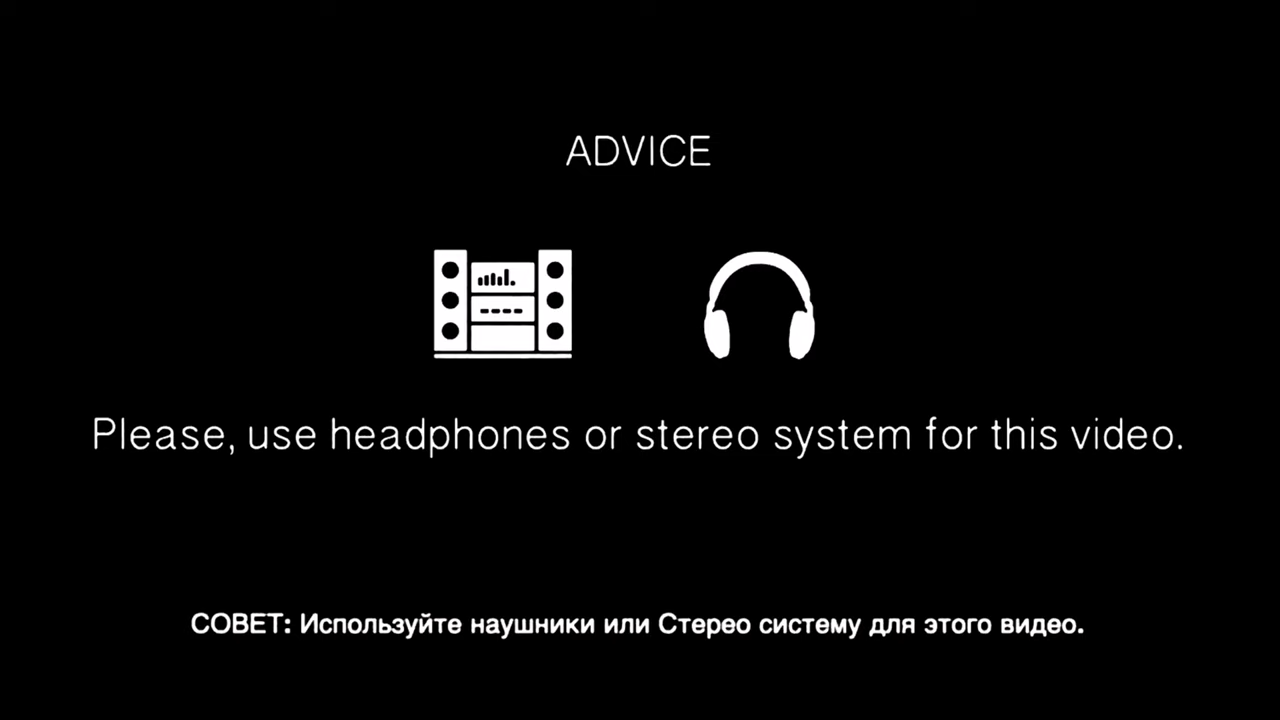 ADVICE
Please, use headphones or stereo system for this video.
СОВЕТ: Используйте наушники или Стерео систему для этого видео.